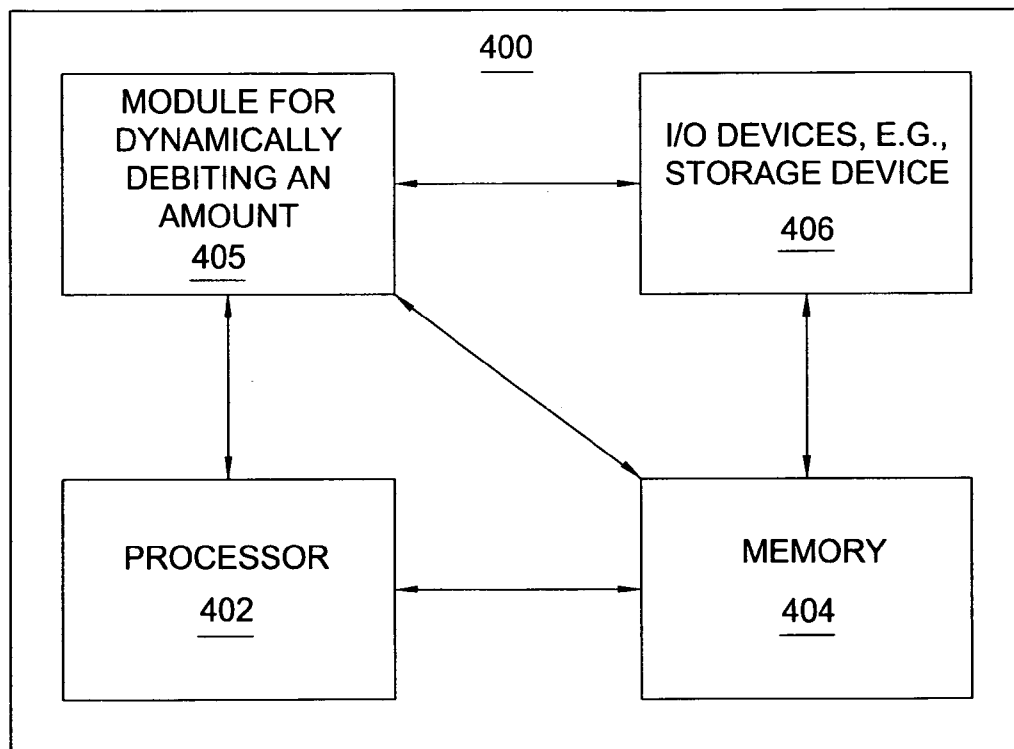 400
MODULE FOR
DYNAMICALLY
DEBITING AN
AMOUNT
405
I/O DEVICES, E.G.,
STORAGE DEVICE
406
PROCESSOR
402
MEMORY
404